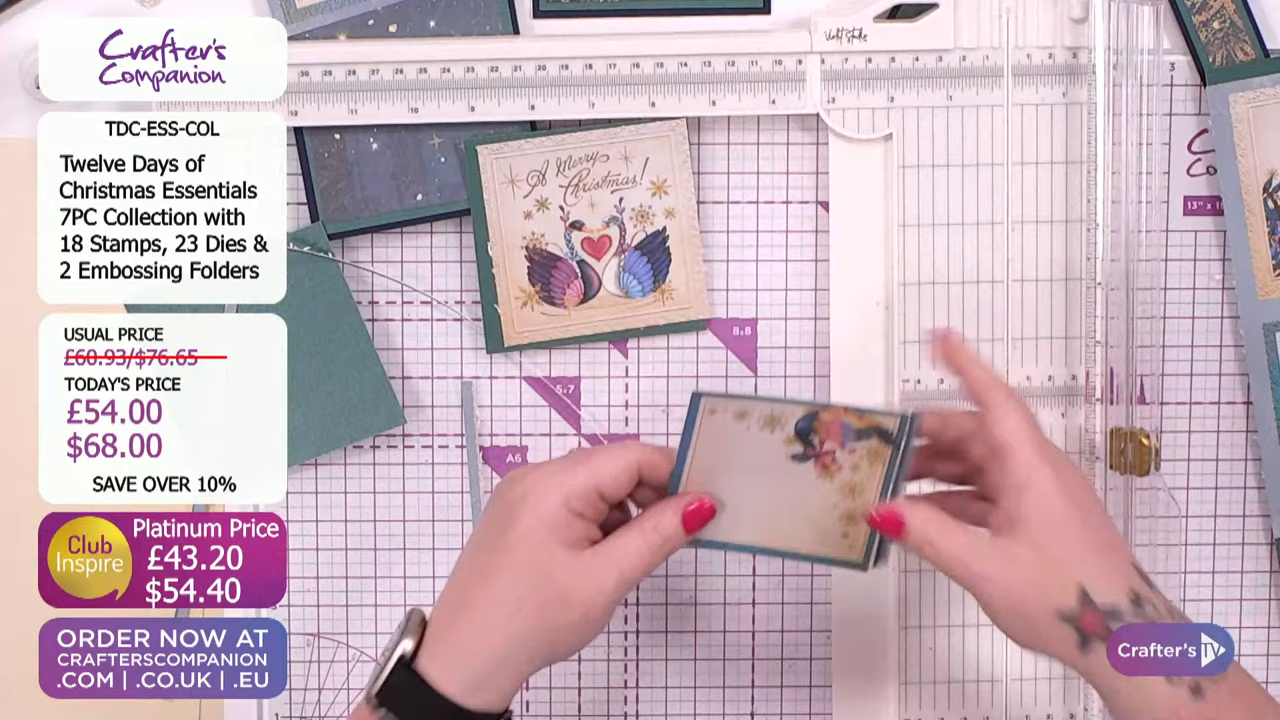 Crafter's
Companion
TDC-ESS-COL
Twelve Days of
Christmas Essentials
7PC Collection with
18 Stamps, 23 Dies &
2 Embossing Folders
USUAL PRICE
£60.93/$76.65
TODAY'S PRICE
£54.00
$68.00
SAVE OVER 10%
Club
Inspire
Platinum Price
£43.20
$54.40
ORDER NOW AT
CRAFTERSCOMPANION
.COM | .CO.UK | .EU
A Merry
Christmas!
Violet Studio
8.8
5.7
A6
13" x
Crafter's TV